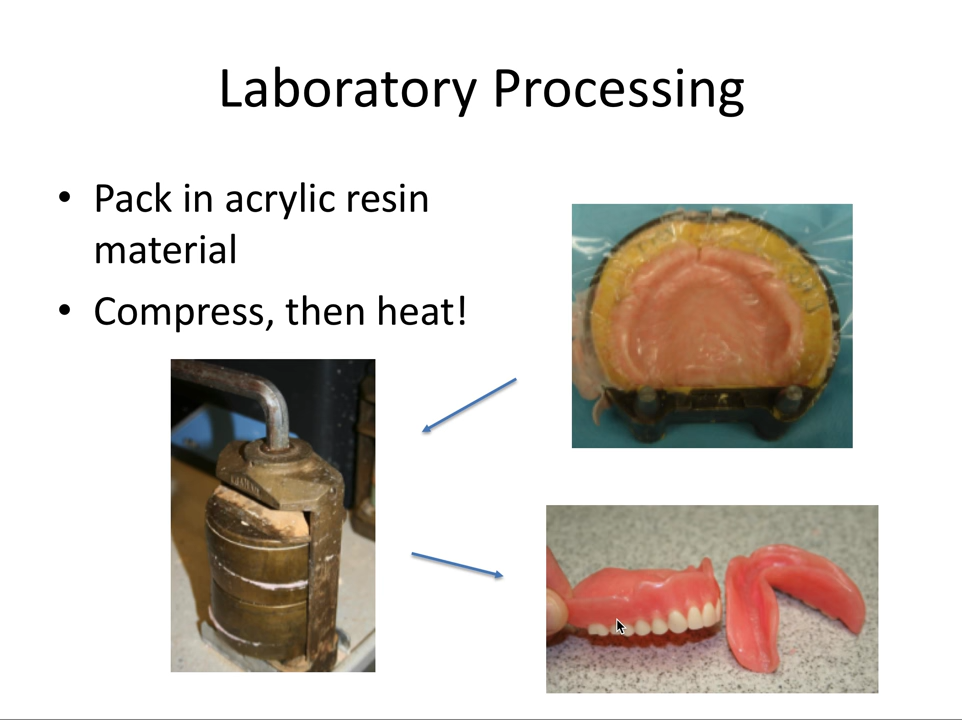 Laboratory Processing
• Pack in acrylic resin
material
• Compress, then heat!